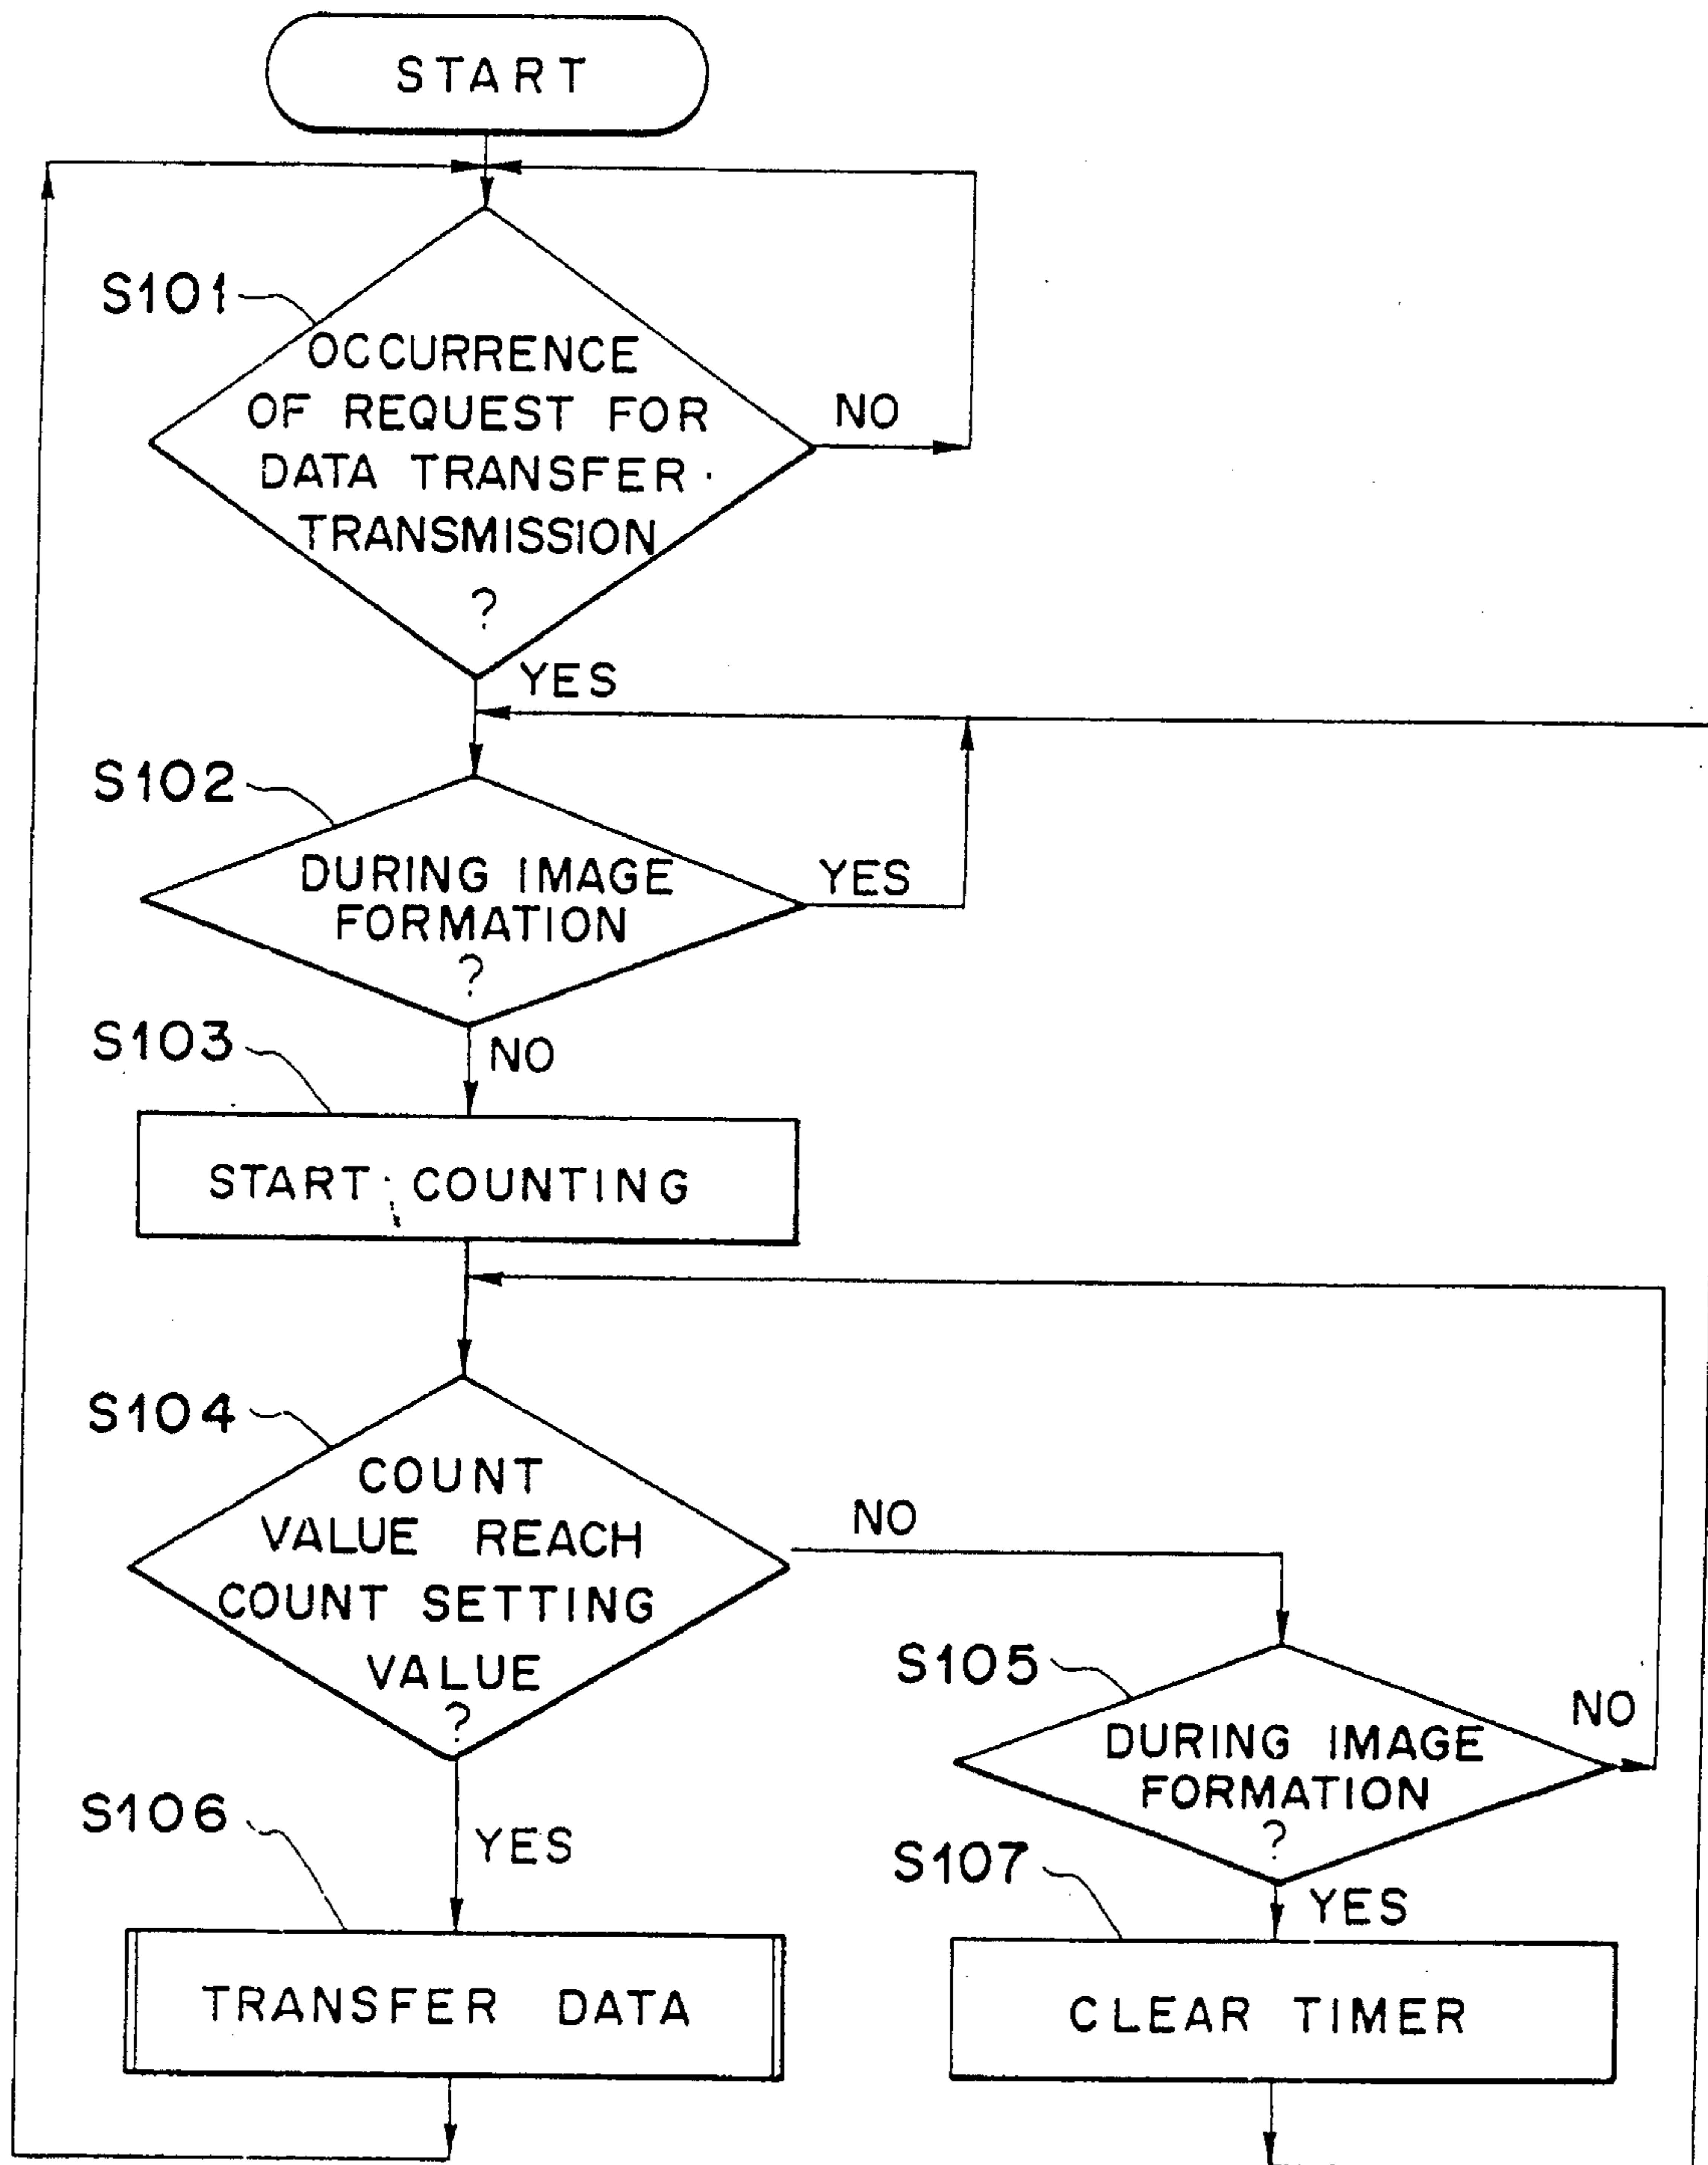 START
S101
OCCURRENCE
OF REQUEST FOR
DATA TRANSFER
TRANSMISSION
?
NO
YES
S102
DURING IMAGE
FORMATION
?
YES
NO
S103
START COUNTING
S104
COUNT
VALUE REACH
COUNT SETTING
VALUE
?
NO
YES
S105
DURING IMAGE
FORMATION
?
NO
YES
S106
TRANSFER DATA
S107
CLEAR TIMER